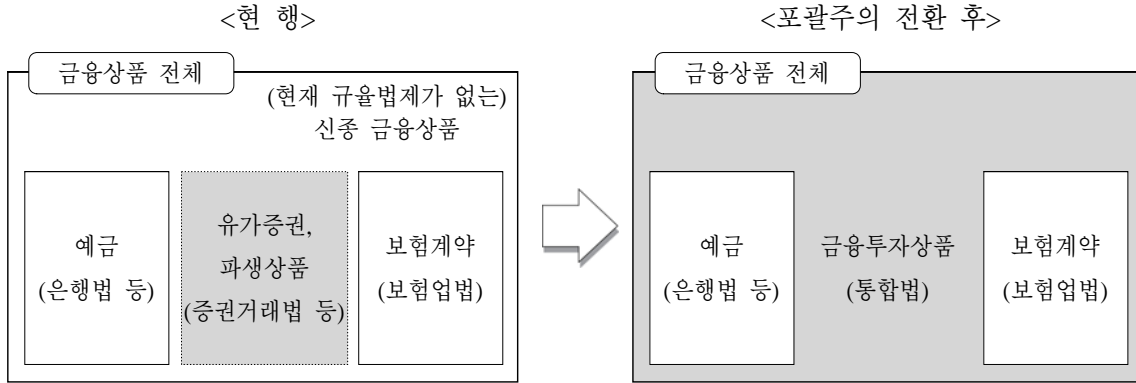 <현 행>
금융상품 전체
(현재 규율법제가 없는)
신종 금융상품
예금
(은행법 등)
유가증권,
파생상품
(증권거래법 등)
보험계약
(보험업법)
<포괄주의 전환 후>
금융상품 전체
예금
(은행법 등)
금융투자상품
(통합법)
보험계약
(보험업법)